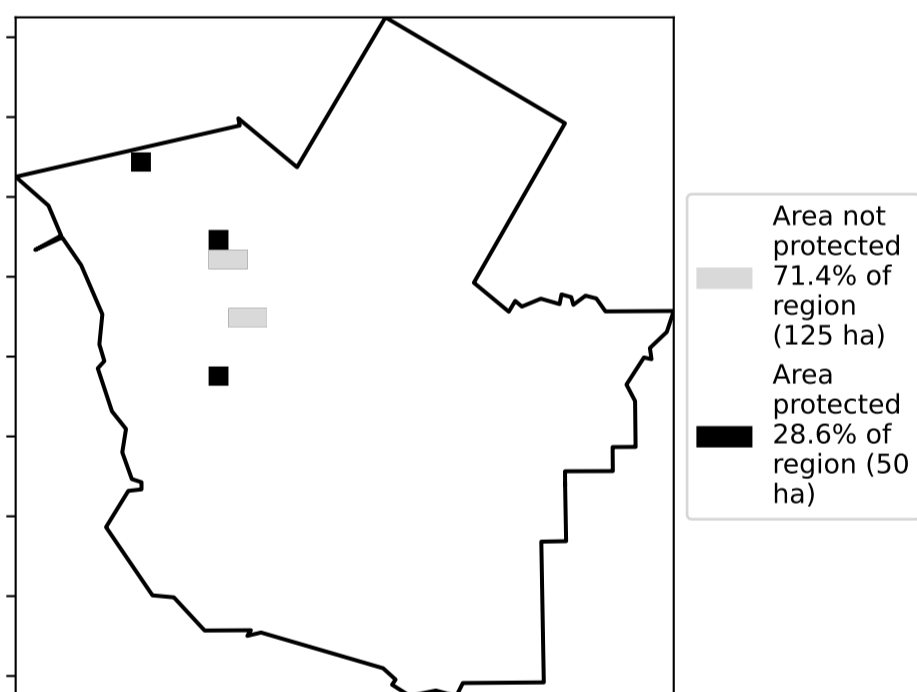 Area not
protected
71.4% of
region
(125 ha)
Area
protected
28.6% of
region (50
ha)